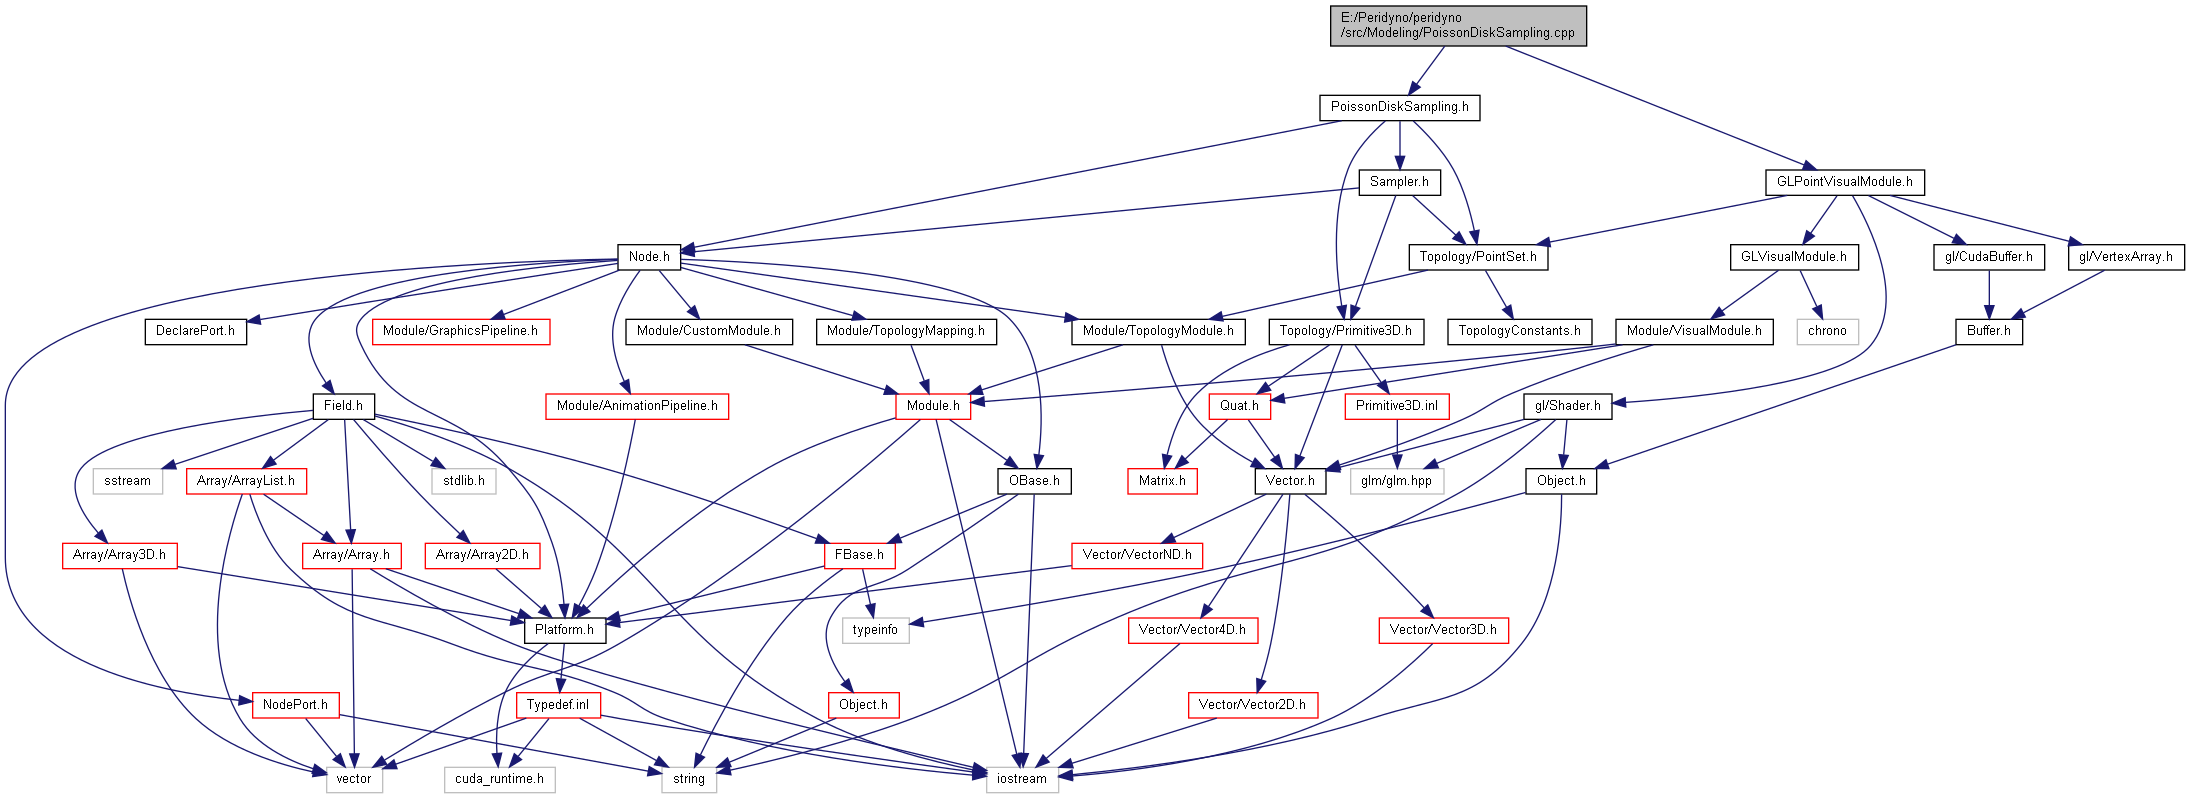 E:/Peridyno/peridyno
/src/Modeling/PoissonDiskSampling.cpp
PoissonDiskSampling.h
Sampler.h
GLPointVisualModule.h
Node.h
Topology/PointSet.h
GLVisualModule.h
gl/CudaBuffer.h
gl/VertexArray.h
DeclarePort.h
Module/GraphicsPipeline.h
Module/CustomModule.h
Module/TopologyMapping.h
Module/TopologyModule.h
Topology/Primitive3D.h
TopologyConstants.h
Module/VisualModule.h
chrono
Buffer.h
Field.h
Module/AnimationPipeline.h
Module.h
Quat.h
Primitive3D.inl
gl/Shader.h
sstream
Array/ArrayList.h
stdlib.h
OBase.h
Matrix.h
Vector.h
glm/glm.hpp
Object.h
Array/Array3D.h
Array/Array.h
Array/Array2D.h
FBase.h
Vector/VectorND.h
Platform.h
typeinfo
Vector/Vector4D.h
Vector/Vector3D.h
NodePort.h
Typedef.inl
Object.h
Vector/Vector2D.h
vector
cuda_runtime.h
string
iostream